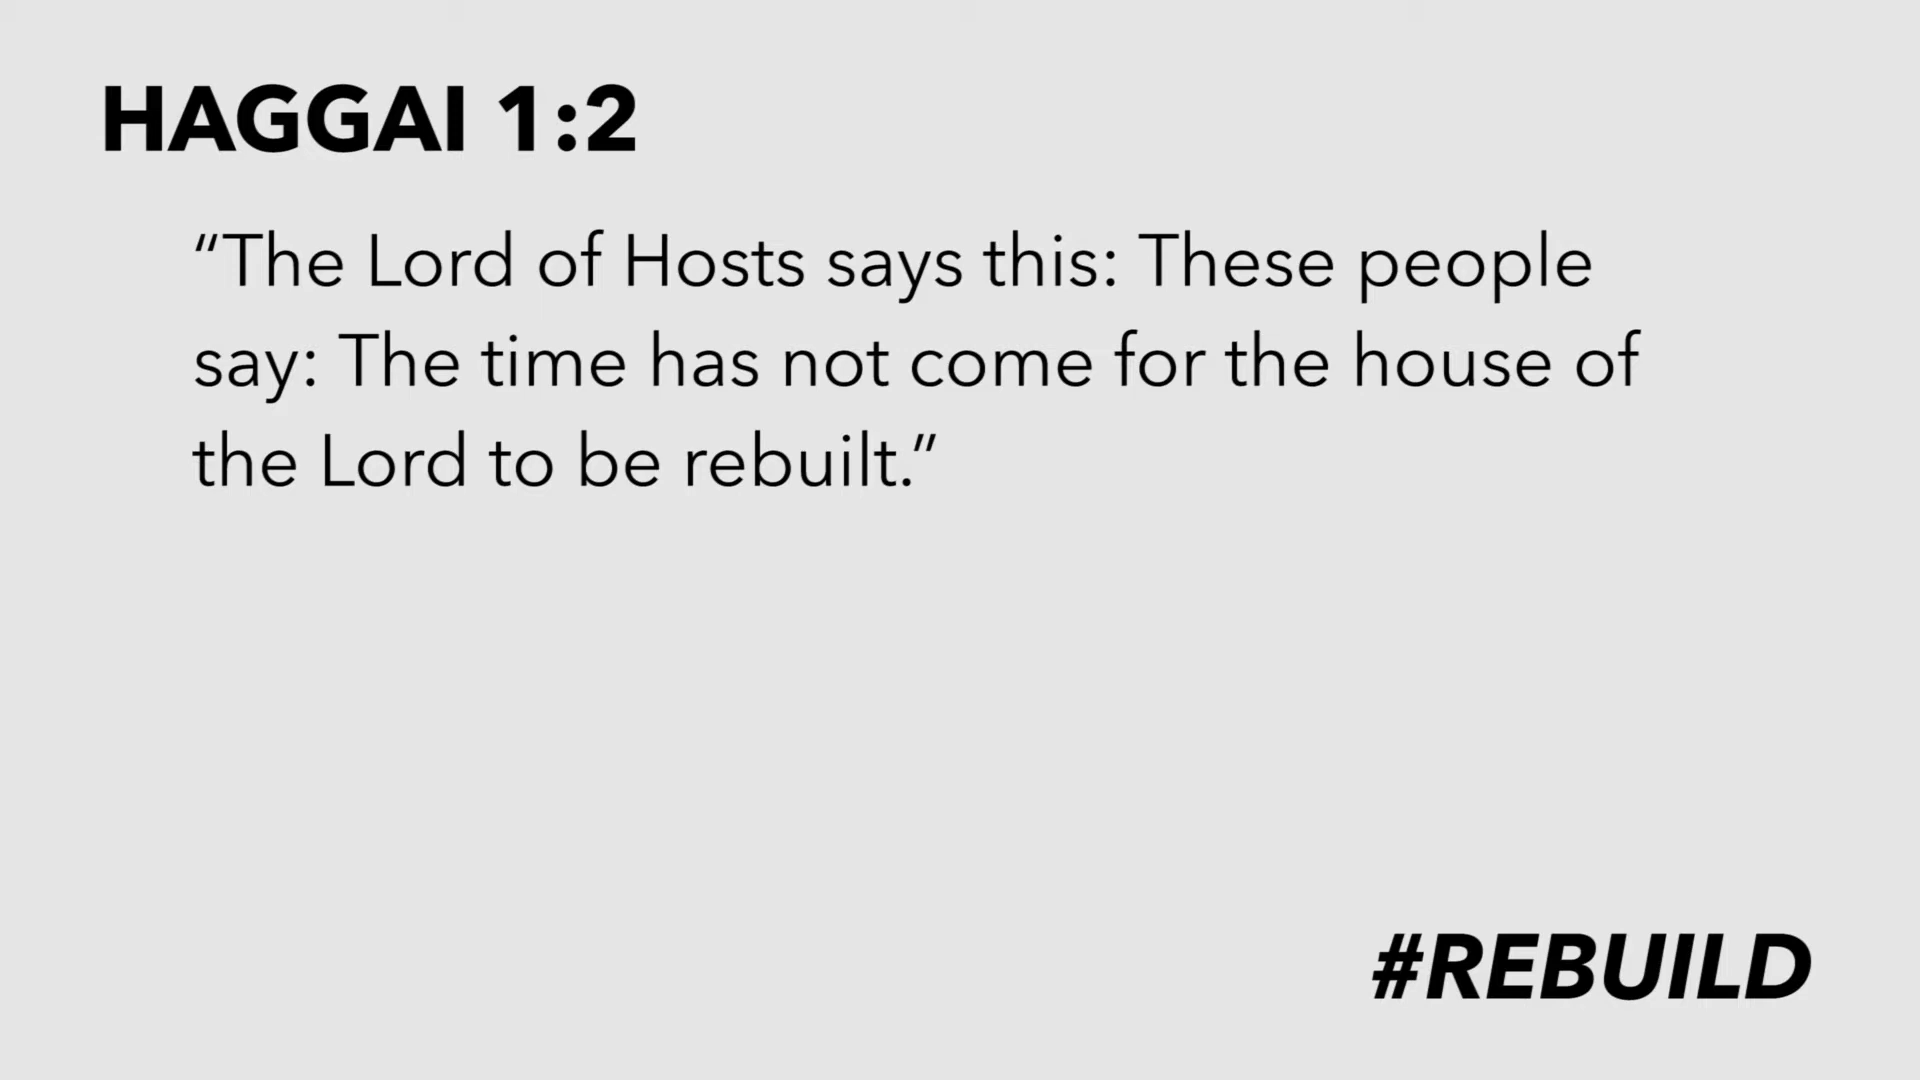 HAGGAI 1:2
“The Lord of Hosts says this: These people
say: The time has not come for the house of
the Lord to be rebuilt.”
#REBUILD